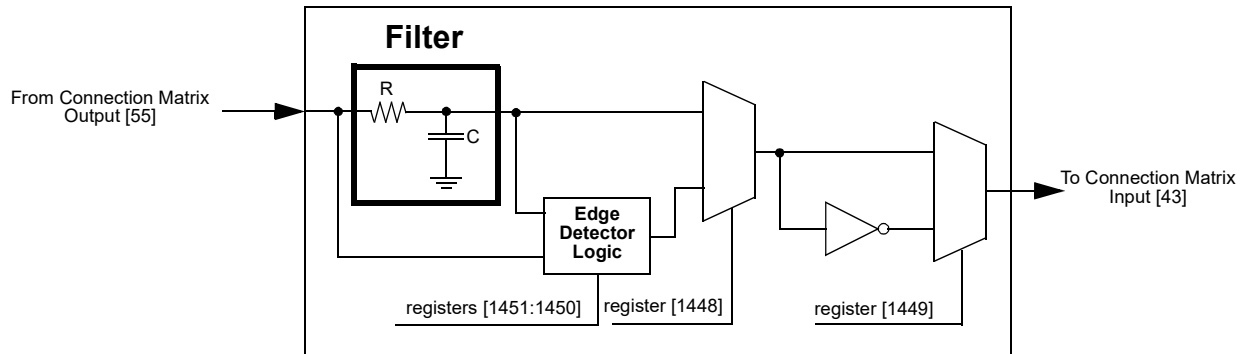 Filter
R
C
From Connection Matrix
Output [55]
To Connection Matrix
Input [43]
Edge
Detector
Logic
registers [1451:1450]
register [1448]
register [1449]